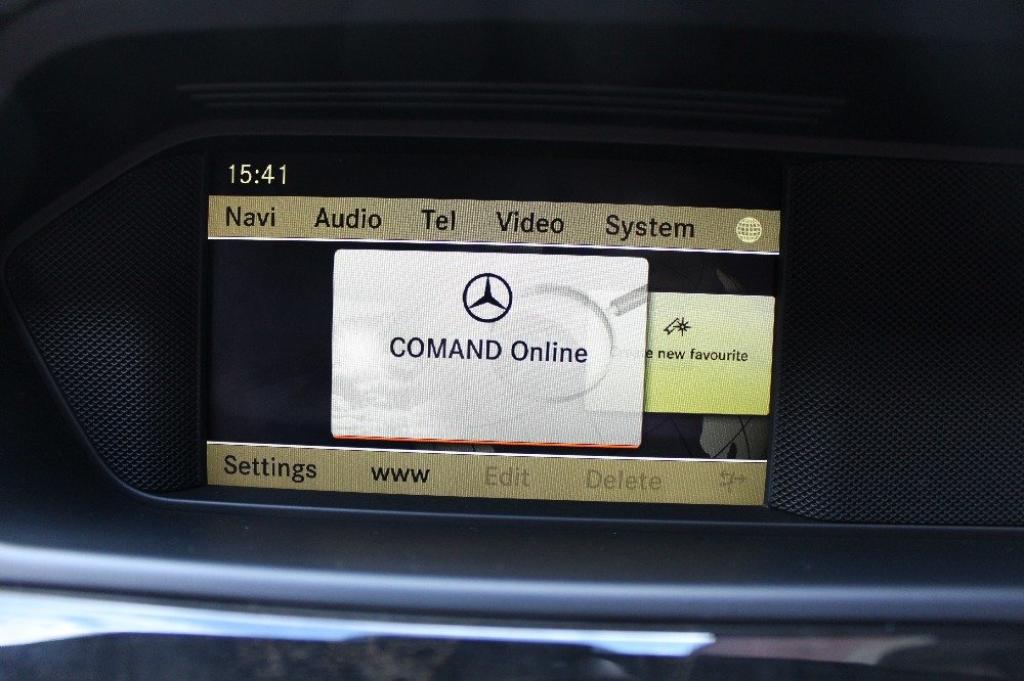 15:41
Navi Audio Tel Video System
COMAND Online
new favourite
Settings www Edit Delete